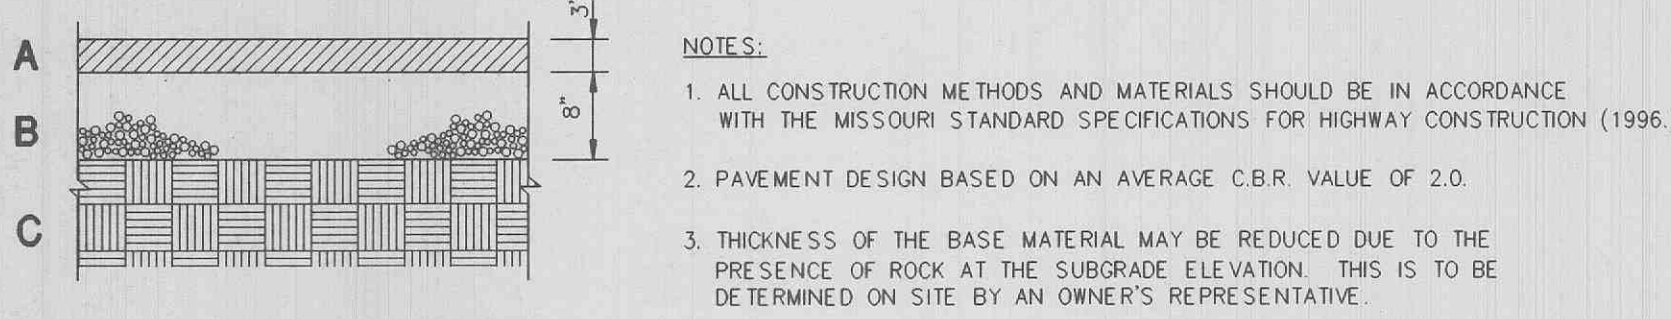 3"
A
8"
B
C
NOTES:
1. ALL CONSTRUCTION METHODS AND MATERIALS SHOULD BE IN ACCORDANCE
WITH THE MISSOURI STANDARD SPECIFICATIONS FOR HIGHWAY CONSTRUCTION (1996.
2. PAVEMENT DESIGN BASED ON AN AVERAGE C.B.R. VALUE OF 2.0.
3. THICKNESS OF THE BASE MATERIAL MAY BE REDUCED DUE TO THE
PRESENCE OF ROCK AT THE SUBGRADE ELEVATION. THIS IS TO BE
DETERMINED ON SITE BY AN OWNER'S REPRESENTATIVE.